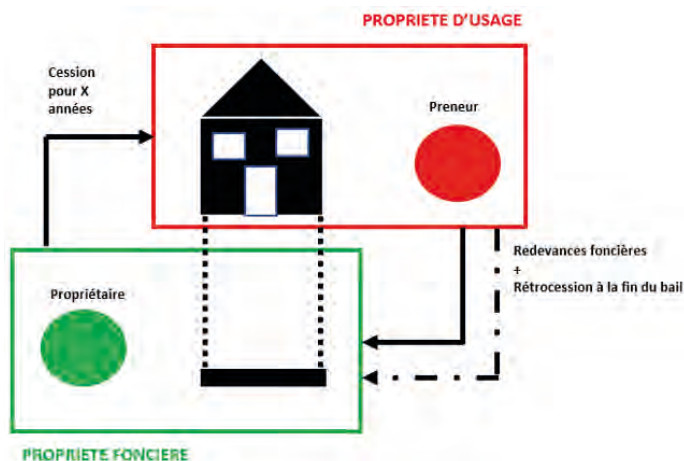 PROPRIETE D'USAGE
Cession
pour X
années
Preneur
Redevances foncières
+
Rétrocession à la fin du bail
Propriétaire
PROPRIETE FONCIERE